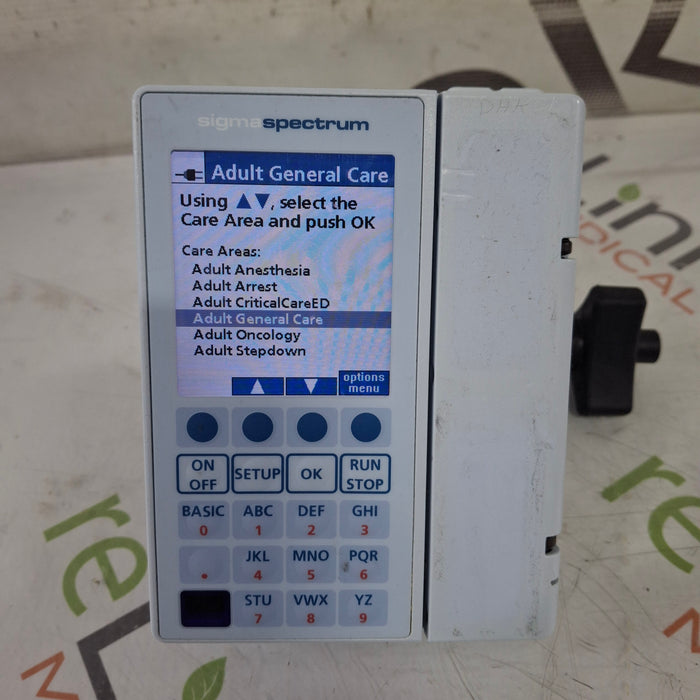 sigmaspectrum
Adult General Care
Using ▲▼, select the
Care Area and push OK
Care Areas:
Adult Anesthesia
Adult Arrest
Adult CriticalCareED
Adult General Care
Adult Oncology
Adult Stepdown
options
menu
ON
OFF
SETUP
OK
RUN
STOP
BASIC
0
ABC
1
DEF
2
GHI
3
.
JKL
4
MNO
5
PQR
6
STU
7
VWX
8
YZ
9